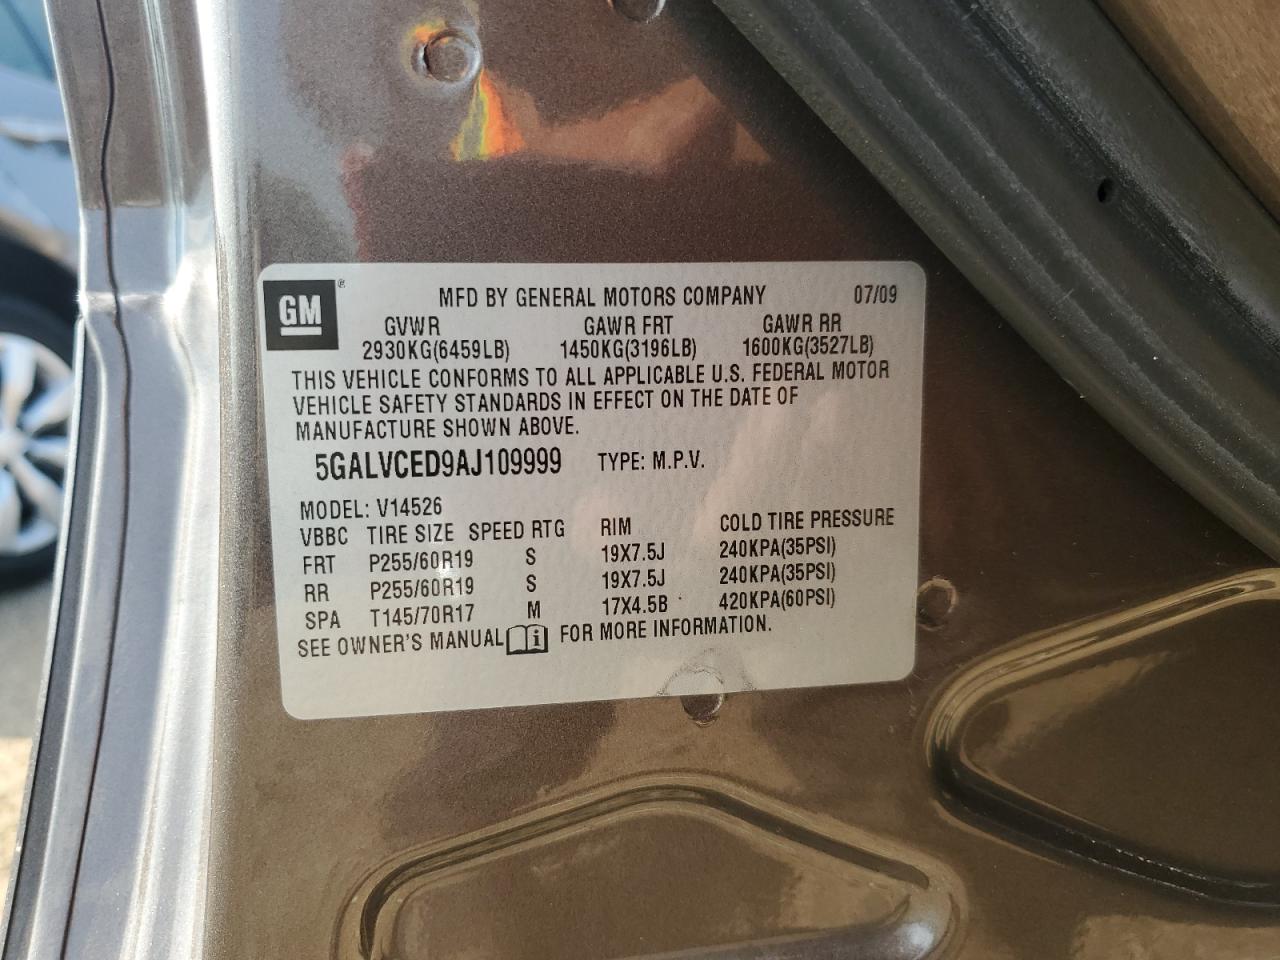 GM ® MFD BY GENERAL MOTORS COMPANY 07/09
GVWR GAWR FRT GAWR RR
2930KG(6459LB) 1450KG(3196LB) 1600KG(3527LB)
THIS VEHICLE CONFORMS TO ALL APPLICABLE U.S. FEDERAL MOTOR
VEHICLE SAFETY STANDARDS IN EFFECT ON THE DATE OF
MANUFACTURE SHOWN ABOVE.
5GALVCED9AJ109999 TYPE: M.P.V.
MODEL: V14526
VBBC TIRE SIZE SPEED RTG RIM COLD TIRE PRESSURE
FRT P255/60R19 S 19X7.5J 240KPA(35PSI)
RR P255/60R19 S 19X7.5J 240KPA(35PSI)
SPA T145/70R17 M 17X4.5B 420KPA(60PSI)
SEE OWNER'S MANUAL i FOR MORE INFORMATION.